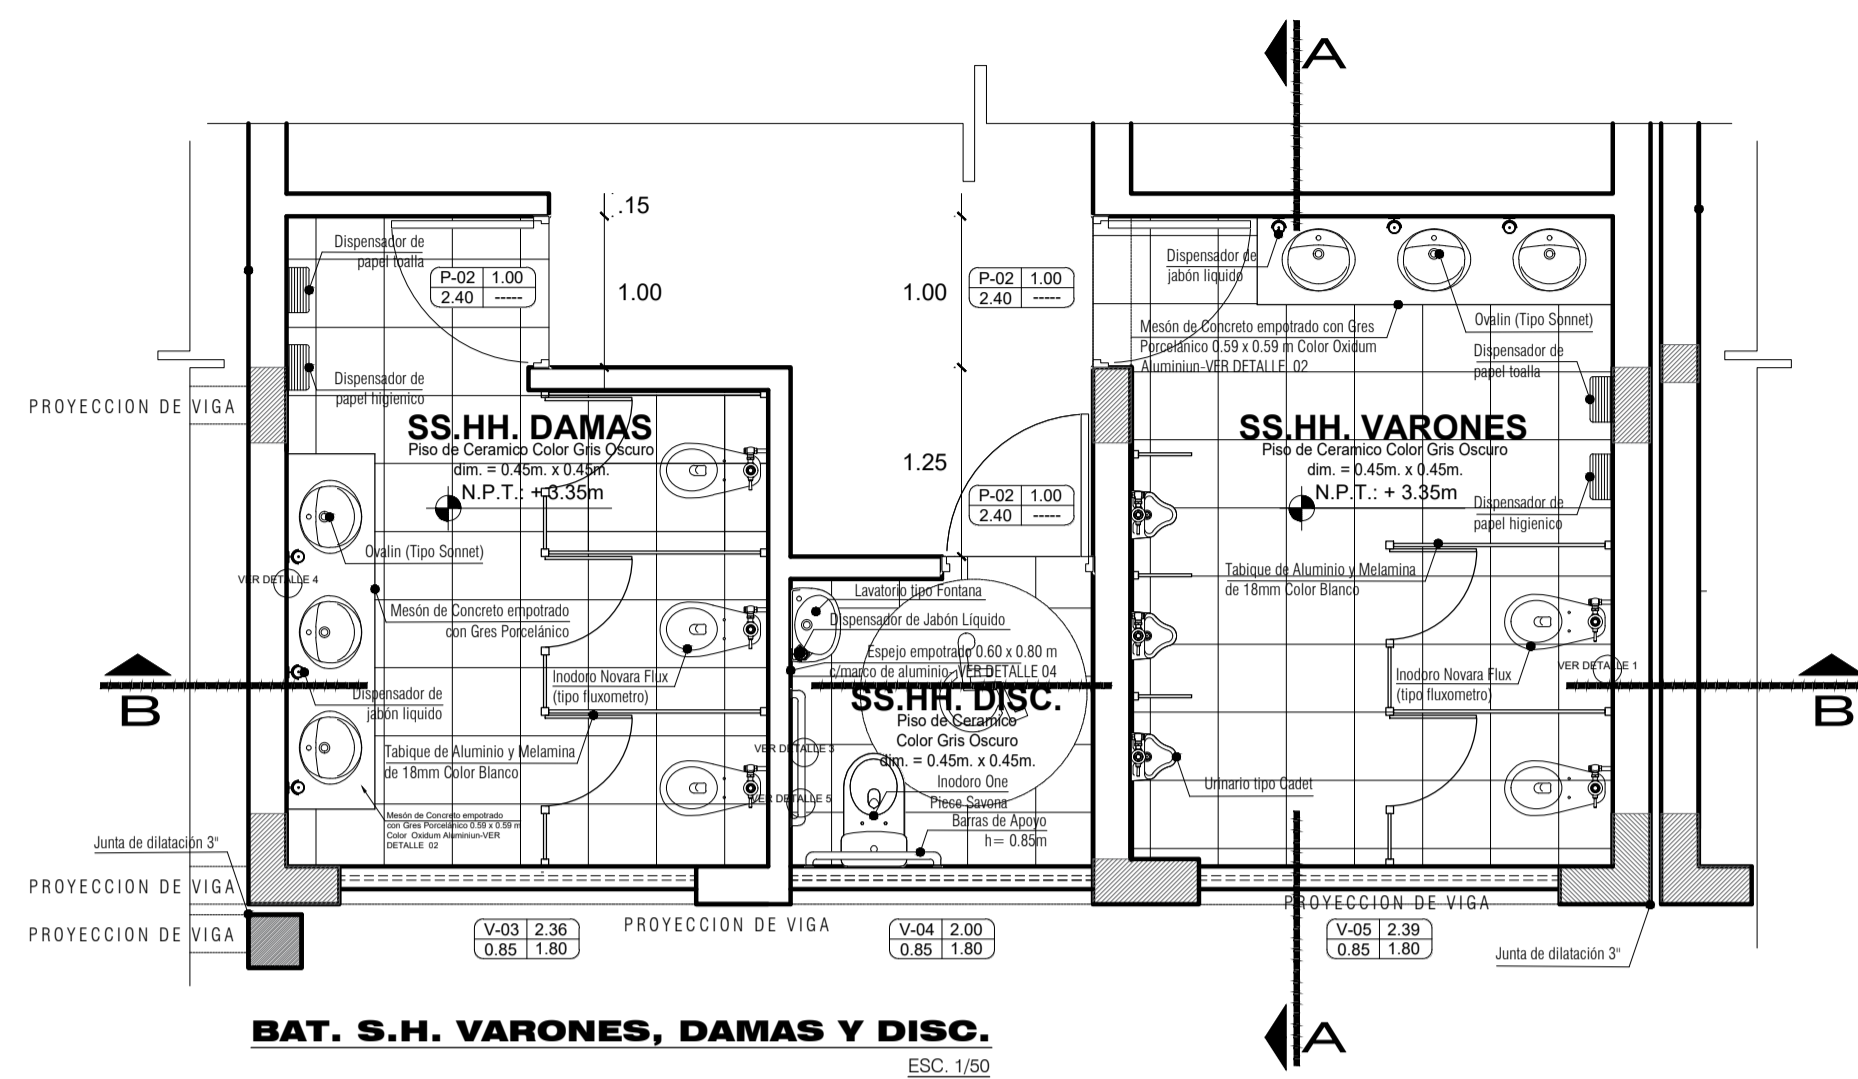 A
.15
Dispensador de
papel toalla
P-02 1.00
2.40 -----
1.00
1.00
P-02 1.00
2.40 -----
Dispensador de
jabón liquido
Mesón de Concreto empotrado con Gres
Porcelánico 0.59 x 0.59 m Color Oxidum
Aluminiun-VER DETALLE 02
Ovalin (Tipo Sonnet)
Dispensador de
papel toalla
Dispensador de
papel higienico
PROYECCION DE VIGA
SS.HH. DAMAS
Piso de Ceramico Color Gris Oscuro
dim. = 0.45m. x 0.45m.
N.P.T.: + 3.35m
1.25
P-02 1.00
2.40 -----
SS.HH. VARONES
Piso de Ceramico Color Gris Oscuro
dim. = 0.45m. x 0.45m.
N.P.T.: + 3.35m
Dispensador de
papel higienico
Ovalin (Tipo Sonnet)
VER DETALLE 4
Mesón de Concreto empotrado
con Gres Porcelánico
Lavatorio tipo Fontana
Dispensador de Jabón Líquido
Espejo empotrado 0.60 x 0.80 m
c/marco de aluminio- VER DETALLE 04
Tabique de Aluminio y Melamina
de 18mm Color Blanco
Inodoro Novara Flux
(tipo fluxometro)
Inodoro Novara Flux
(tipo fluxometro)
VER DETALLE 1
B
Dispensador de
jabón liquido
SS.HH. DISC.
Piso de Ceramico
Color Gris Oscuro
dim. = 0.45m. x 0.45m.
B
Tabique de Aluminio y Melamina
de 18mm Color Blanco
VER DETALLE 3
VER DETALLE 5
Inodoro One
Piece Savona
Barras de Apoyo
h= 0.85m
Urinario tipo Cadet
Mesón de Concreto empotrado
con Gres Porcelánico 0.59 x 0.59 m
Color Oxidum Aluminiun-VER
DETALLE 02
Junta de dilatación 3"
PROYECCION DE VIGA
PROYECCION DE VIGA
V-03 2.36
0.85 1.80
PROYECCION DE VIGA
V-04 2.00
0.85 1.80
PROYECCION DE VIGA
V-05 2.39
0.85 1.80
Junta de dilatación 3"
A
BAT. S.H. VARONES, DAMAS Y DISC.
ESC. 1/50